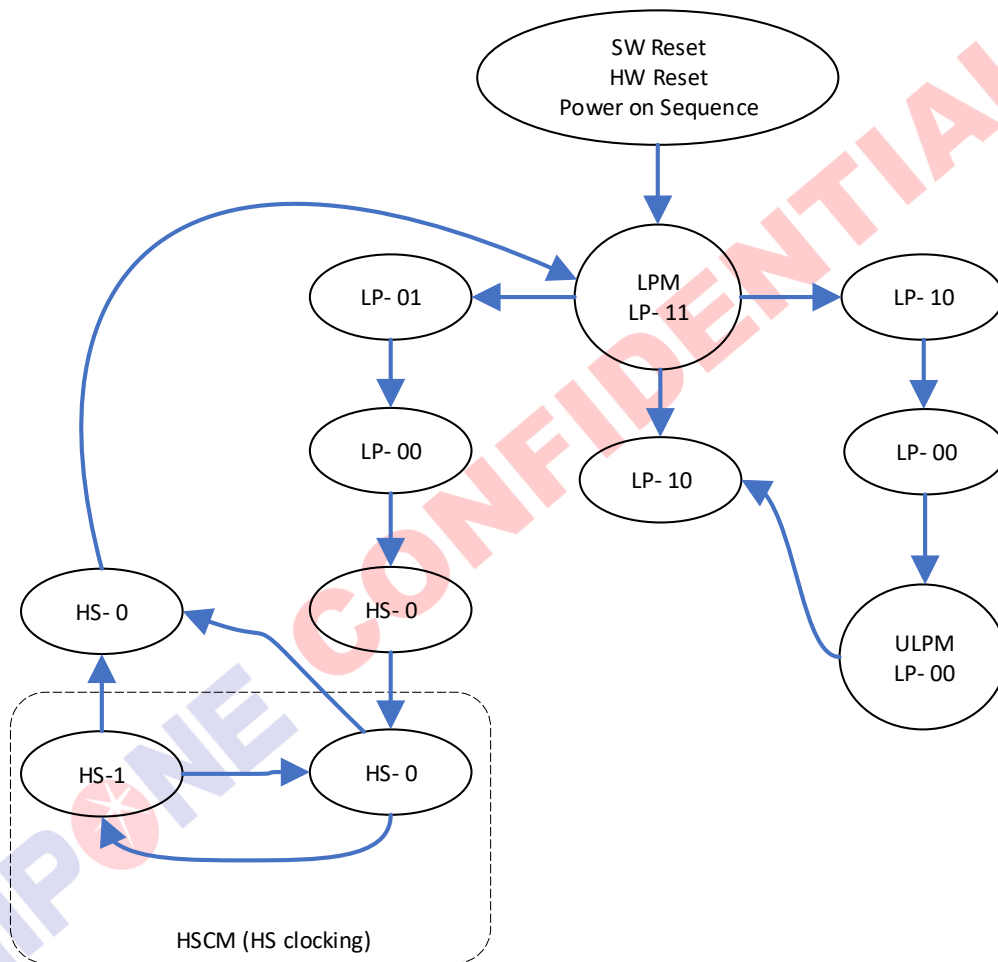 SW Reset
HW Reset
Power on Sequence
LPM
LP- 11
LP- 01
LP- 10
LP- 00
LP- 10
LP- 00
HS- 0
HS- 0
ULPM
LP- 00
HS-1
HS- 0
HSCM (HS clocking)
IPONE CONFIDENTIAL